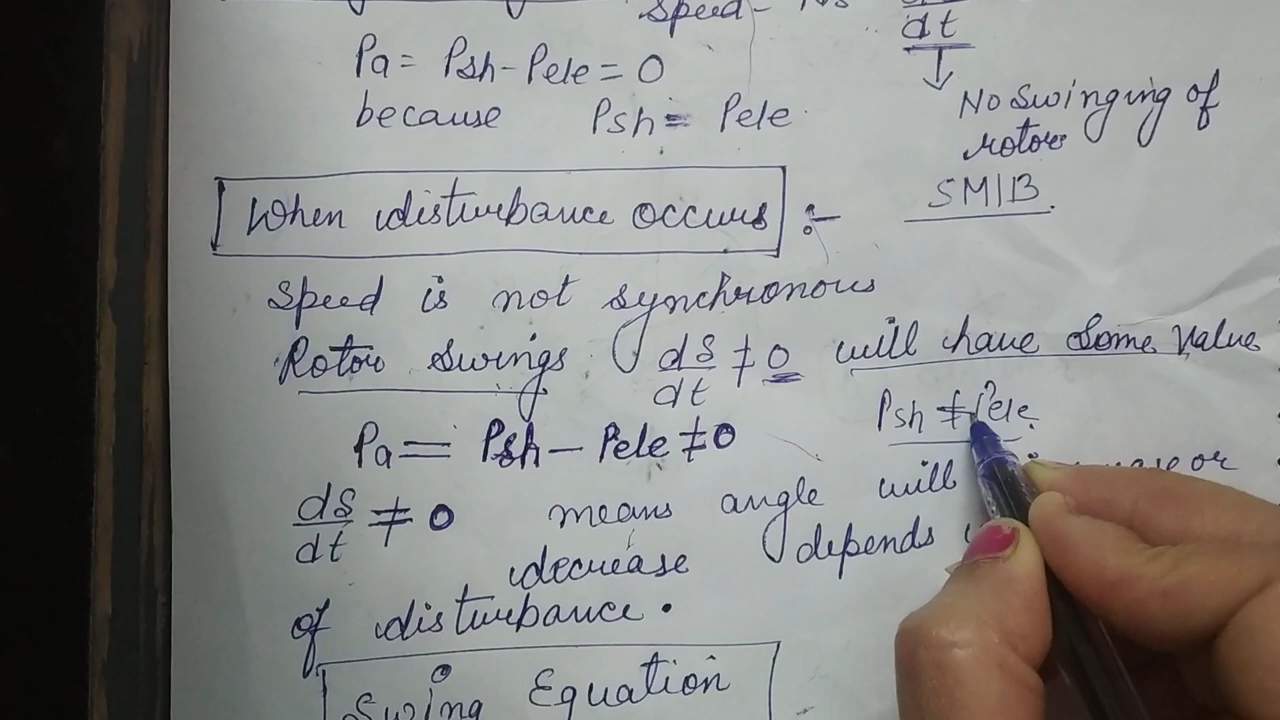 Speed - Ns
dt
Pa = Psh - Pele = 0
because Psh = Pele
No swinging of
rotor
SMIB.
When disturbance occurs :-
Speed is not synchronous
Rotor swings dδ/dt ≠ 0 will have some value
Psh ≠ Pele.
Pa = Psh - Pele ≠ 0
dδ/dt ≠ 0 means angle will or
decrease depends
of disturbance.
Swing Equation